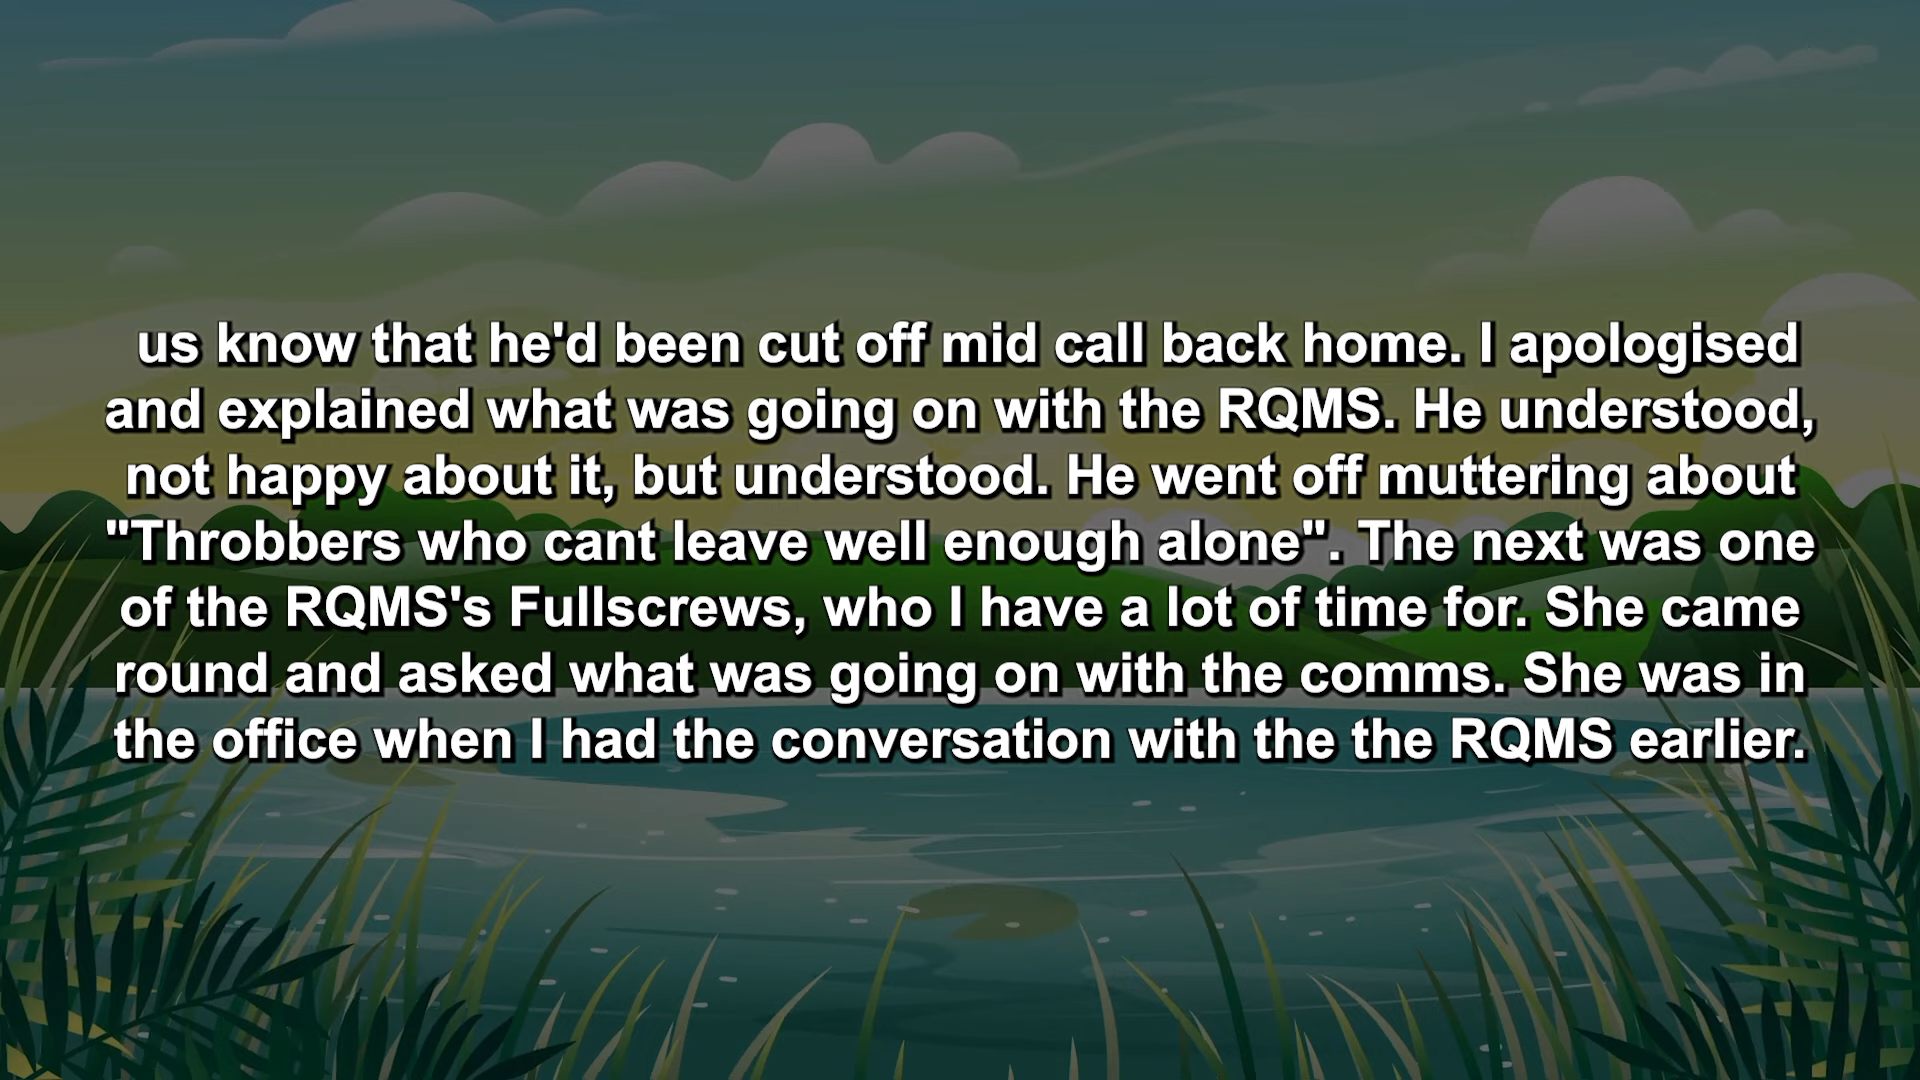 us know that he'd been cut off mid call back home. I apologised
and explained what was going on with the RQMS. He understood,
not happy about it, but understood. He went off muttering about
"Throbbers who cant leave well enough alone". The next was one
of the RQMS's Fullscrews, who I have a lot of time for. She came
round and asked what was going on with the comms. She was in
the office when I had the conversation with the the RQMS earlier.